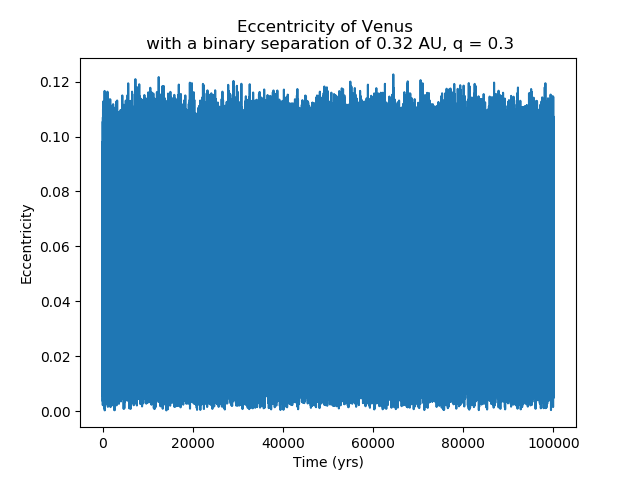 Eccentricity of Venus
with a binary separation of 0.32 AU, q = 0.3
0.12
0.10
0.08
0.06
0.04
0.02
0.00
Eccentricity
0 20000 40000 60000 80000 100000
Time (yrs)